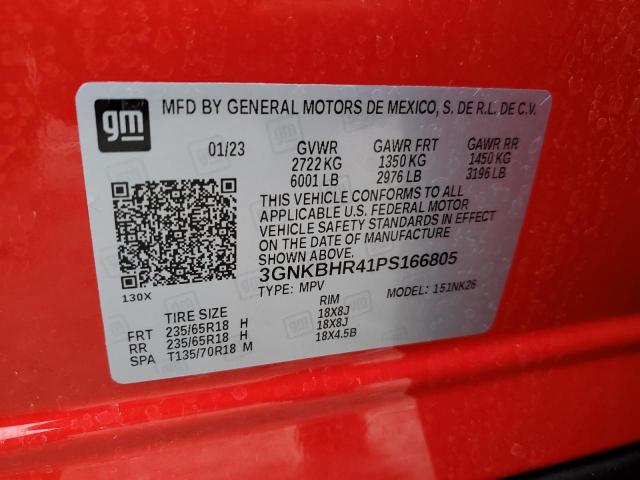 gm
MFD BY GENERAL MOTORS DE MEXICO, S. DE R.L. DE C.V.
01/23 GVWR GAWR FRT GAWR RR
2722 KG 1350 KG 1450 KG
6001 LB 2976 LB 3196 LB
THIS VEHICLE CONFORMS TO ALL
APPLICABLE U.S. FEDERAL MOTOR
VEHICLE SAFETY STANDARDS IN EFFECT
ON THE DATE OF MANUFACTURE
SHOWN ABOVE.
3GNKBHR41PS166805
130X
TYPE: MPV MODEL: 151NK26
TIRE SIZE RIM
FRT 235/65R18 H 18X8J
RR 235/65R18 H 18X8J
SPA T135/70R18 M 18X4.5B